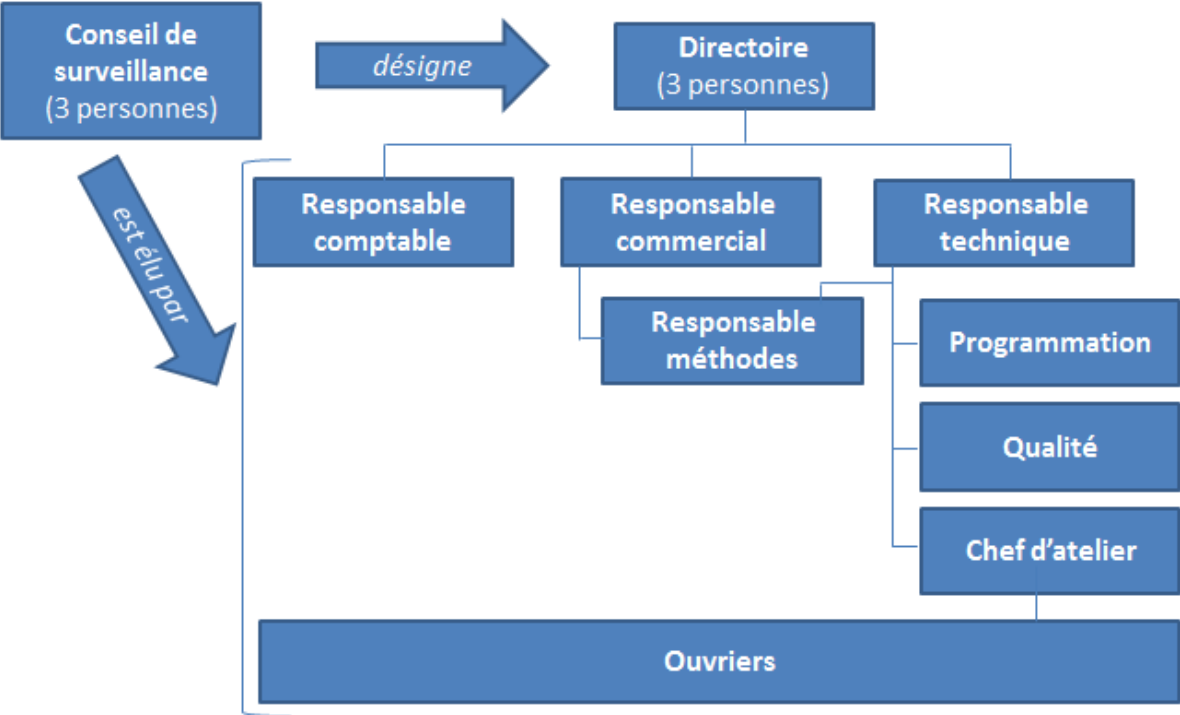 Conseil de
surveillance
(3 personnes)
désigne
Directoire
(3 personnes)
est élu par
Responsable
comptable
Responsable
commercial
Responsable
technique
Responsable
méthodes
Programmation
Qualité
Chef d'atelier
Ouvriers